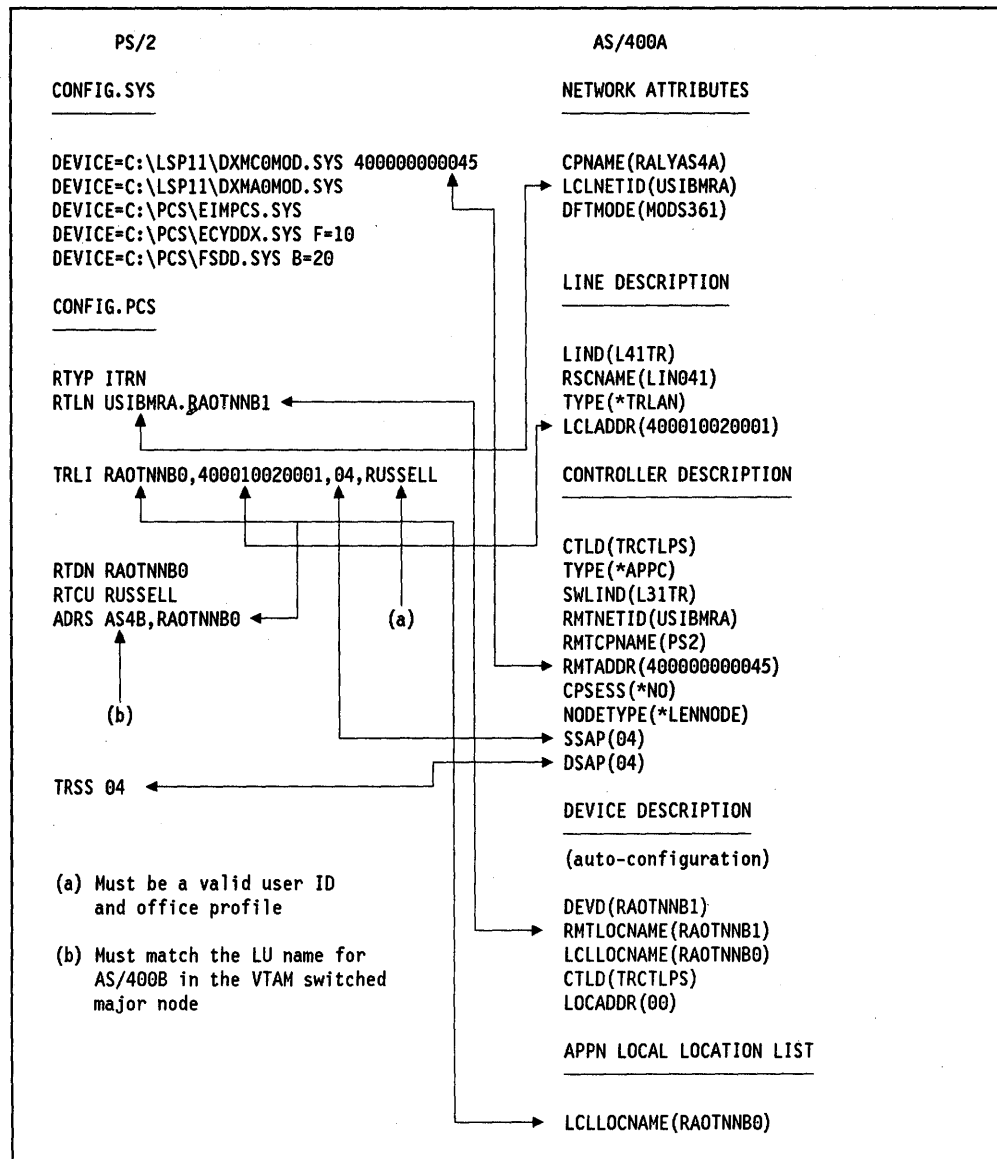 PS/2
CONFIG.SYS
DEVICE=C:\LSP11\DXMC0MOD.SYS 400000000045
DEVICE=C:\LSP11\DXMA0MOD.SYS
DEVICE=C:\PCS\EIMPCS.SYS
DEVICE=C:\PCS\ECYDDX.SYS F=10
DEVICE=C:\PCS\FSDD.SYS B=20
CONFIG.PCS
RTYP ITRN
RTLN USIBMRA.RAOTNNB1
TRLI RAOTNNB0,400010020001,04,RUSSELL
RTDN RAOTNNB0
RTCU RUSSELL
ADRS AS4B,RAOTNNB0
(a)
(b)
TRSS 04
(a) Must be a valid user ID
and office profile
(b) Must match the LU name for
AS/400B in the VTAM switched
major node
AS/400A
NETWORK ATTRIBUTES
CPNAME(RALYAS4A)
LCLNETID(USIBMRA)
DFTMODE(MODS361)
LINE DESCRIPTION
LIND(L41TR)
RSCNAME(LIN041)
TYPE(*TRLAN)
LCLADDR(400010020001)
CONTROLLER DESCRIPTION
CTLD(TRCTLPS)
TYPE(*APPC)
SWLIND(L31TR)
RMTNETID(USIBMRA)
RMTCPNAME(PS2)
RMTADDR(400000000045)
CPSESS(*NO)
NODETYPE(*LENNODE)
SSAP(04)
DSAP(04)
DEVICE DESCRIPTION
(auto-configuration)
DEVD(RAOTNNB1)
RMTLOCNAME(RAOTNNB1)
LCLLOCNAME(RAOTNNB0)
CTLD(TRCTLPS)
LOCADDR(00)
APPN LOCAL LOCATION LIST
LCLLOCNAME(RAOTNNB0)